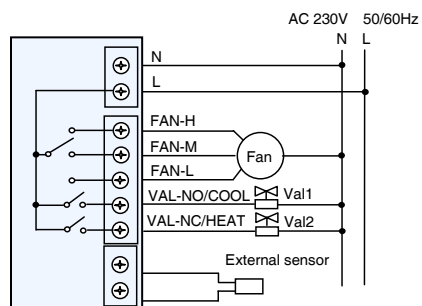 AC 230V 50/60Hz
N L
N
L
FAN-H
FAN-M
Fan
FAN-L
VAL-NO/COOL Val1
VAL-NC/HEAT Val2
External sensor